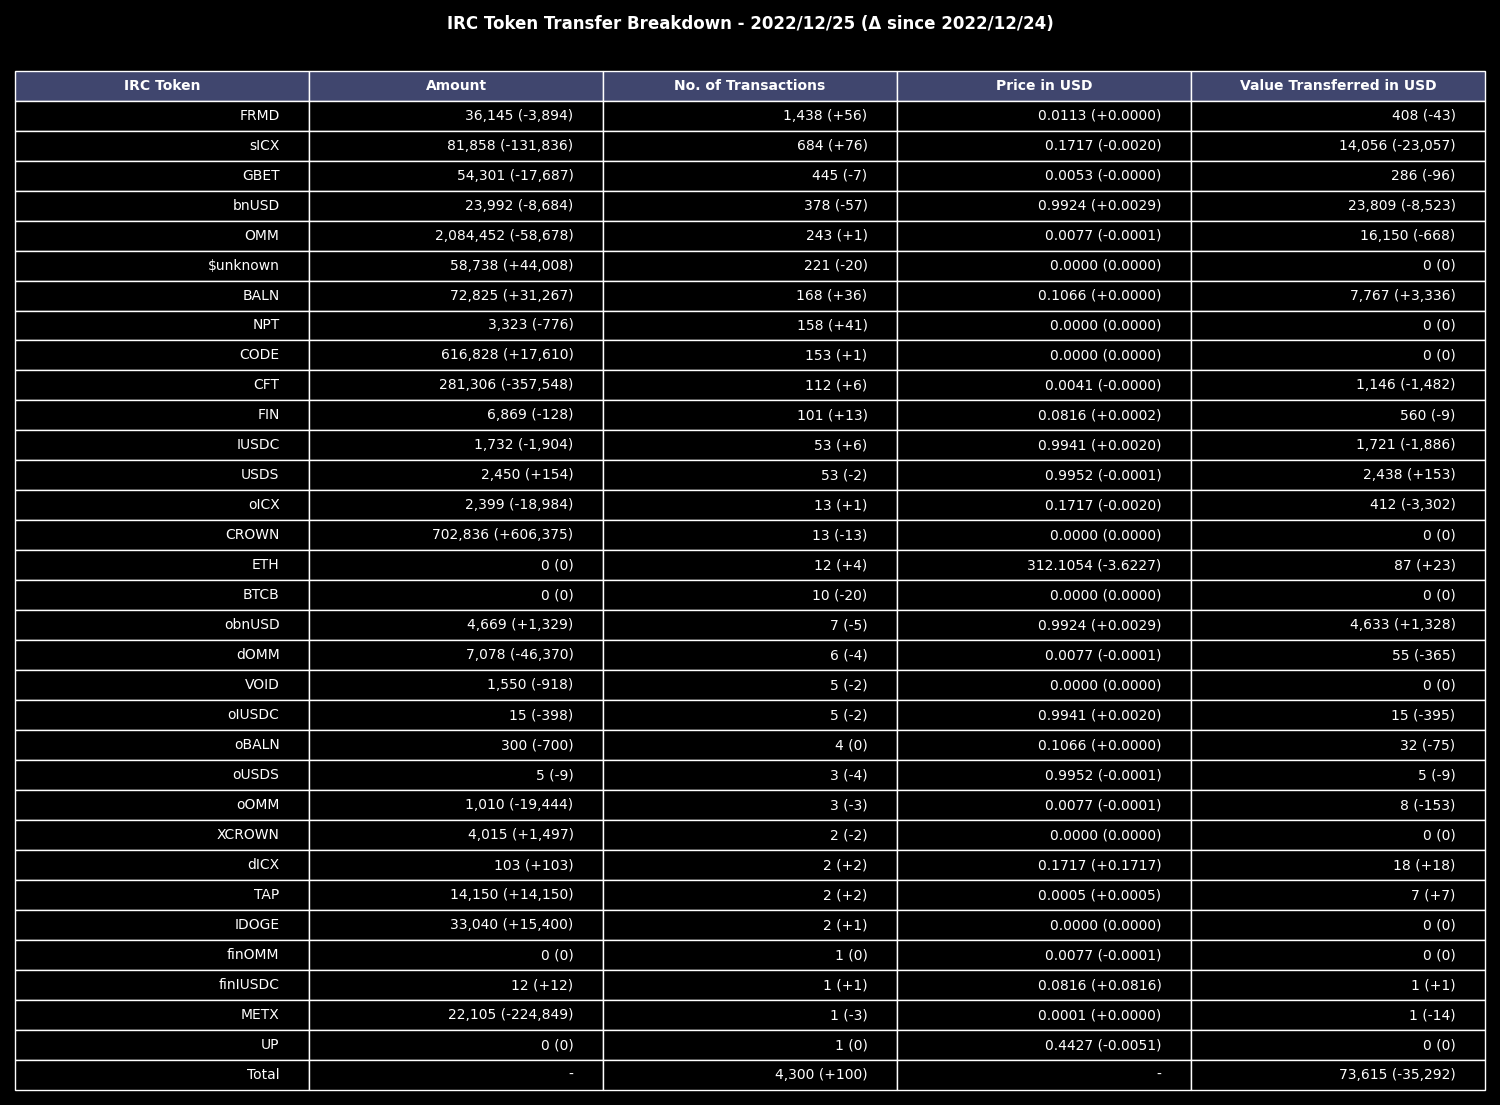 IRC Token Transfer Breakdown - 2022/12/25 (Δ since 2022/12/24)
IRC Token Amount No. of Transactions Price in USD Value Transferred in USD
FRMD 36,145 (-3,894) 1,438 (+56) 0.0113 (+0.0000) 408 (-43)
sICX 81,858 (-131,836) 684 (+76) 0.1717 (-0.0020) 14,056 (-23,057)
GBET 54,301 (-17,687) 445 (-7) 0.0053 (-0.0000) 286 (-96)
bnUSD 23,992 (-8,684) 378 (-57) 0.9924 (+0.0029) 23,809 (-8,523)
OMM 2,084,452 (-58,678) 243 (+1) 0.0077 (-0.0001) 16,150 (-668)
$unknown 58,738 (+44,008) 221 (-20) 0.0000 (0.0000) 0 (0)
BALN 72,825 (+31,267) 168 (+36) 0.1066 (+0.0000) 7,767 (+3,336)
NPT 3,323 (-776) 158 (+41) 0.0000 (0.0000) 0 (0)
CODE 616,828 (+17,610) 153 (+1) 0.0000 (0.0000) 0 (0)
CFT 281,306 (-357,548) 112 (+6) 0.0041 (-0.0000) 1,146 (-1,482)
FIN 6,869 (-128) 101 (+13) 0.0816 (+0.0002) 560 (-9)
IUSDC 1,732 (-1,904) 53 (+6) 0.9941 (+0.0020) 1,721 (-1,886)
USDS 2,450 (+154) 53 (-2) 0.9952 (-0.0001) 2,438 (+153)
oICX 2,399 (-18,984) 13 (+1) 0.1717 (-0.0020) 412 (-3,302)
CROWN 702,836 (+606,375) 13 (-13) 0.0000 (0.0000) 0 (0)
ETH 0 (0) 12 (+4) 312.1054 (-3.6227) 87 (+23)
BTCB 0 (0) 10 (-20) 0.0000 (0.0000) 0 (0)
obnUSD 4,669 (+1,329) 7 (-5) 0.9924 (+0.0029) 4,633 (+1,328)
dOMM 7,078 (-46,370) 6 (-4) 0.0077 (-0.0001) 55 (-365)
VOID 1,550 (-918) 5 (-2) 0.0000 (0.0000) 0 (0)
oIUSDC 15 (-398) 5 (-2) 0.9941 (+0.0020) 15 (-395)
oBALN 300 (-700) 4 (0) 0.1066 (+0.0000) 32 (-75)
oUSDS 5 (-9) 3 (-4) 0.9952 (-0.0001) 5 (-9)
oOMM 1,010 (-19,444) 3 (-3) 0.0077 (-0.0001) 8 (-153)
XCROWN 4,015 (+1,497) 2 (-2) 0.0000 (0.0000) 0 (0)
dICX 103 (+103) 2 (+2) 0.1717 (+0.1717) 18 (+18)
TAP 14,150 (+14,150) 2 (+2) 0.0005 (+0.0005) 7 (+7)
IDOGE 33,040 (+15,400) 2 (+1) 0.0000 (0.0000) 0 (0)
finOMM 0 (0) 1 (0) 0.0077 (-0.0001) 0 (0)
finIUSDC 12 (+12) 1 (+1) 0.0816 (+0.0816) 1 (+1)
METX 22,105 (-224,849) 1 (-3) 0.0001 (+0.0000) 1 (-14)
UP 0 (0) 1 (0) 0.4427 (-0.0051) 0 (0)
Total - 4,300 (+100) - 73,615 (-35,292)